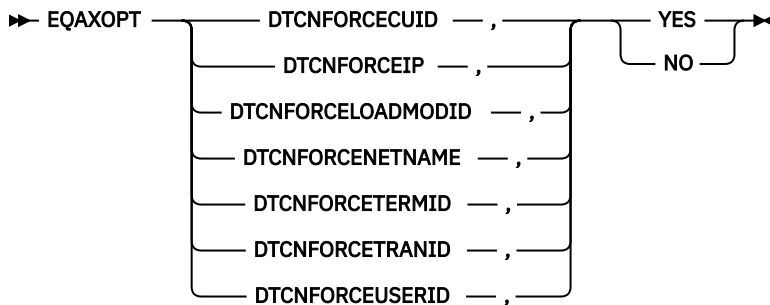 EQAXOPT DTCNFORCECUID , YES
DTCNFORCEIP , NO
DTCNFORCELOADMODID ,
DTCNFORCENETNAME ,
DTCNFORCETERMID ,
DTCNFORCETRANID ,
DTCNFORCEUSERID ,